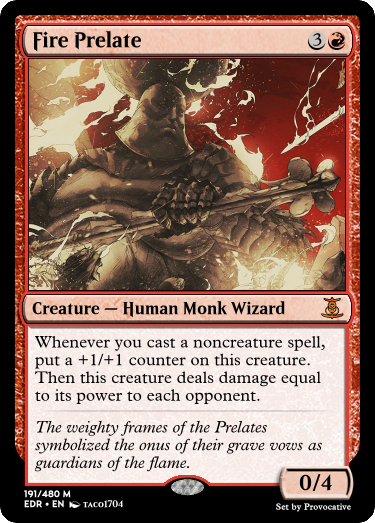 Fire Prelate 3
Creature — Human Monk Wizard
Whenever you cast a noncreature spell,
put a +1/+1 counter on this creature.
Then this creature deals damage equal
to its power to each opponent.
The weighty frames of the Prelates
symbolized the onus of their grave vows as
guardians of the flame.
0/4
191/480 M
EDR • EN TACO1704
Set by Provocative